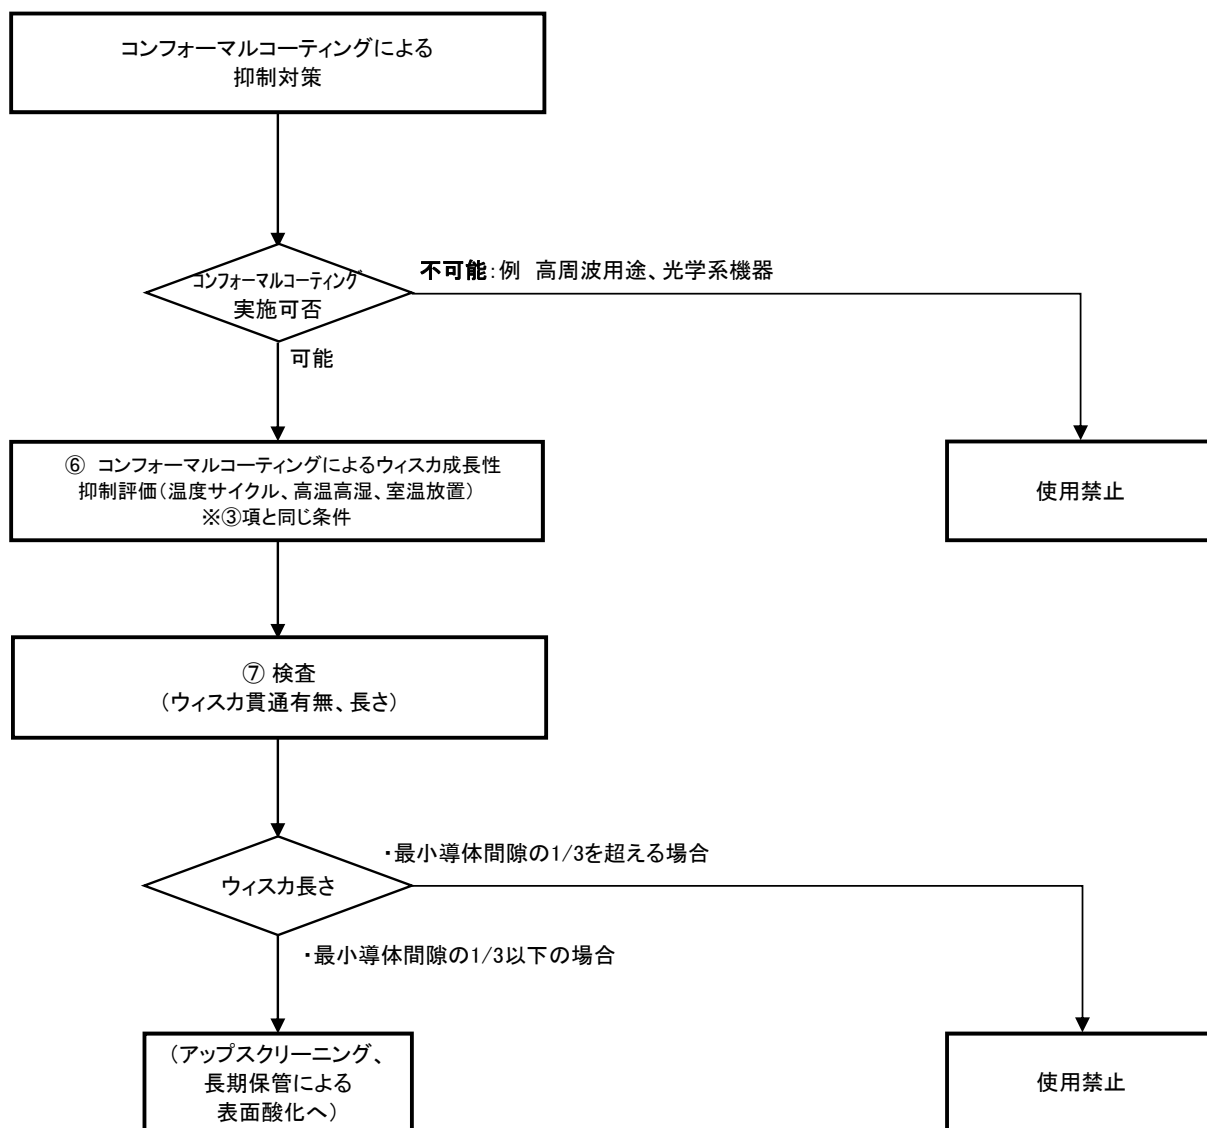 コンフォーマルコーティングによる
抑制対策
コンフォーマルコーティング
実施可否
不可能:例　高周波用途、光学系機器
可能
⑥　コンフォーマルコーティングによるウィスカ成長性
抑制評価(温度サイクル、高温高湿、室温放置)
※③項と同じ条件
使用禁止
⑦ 検査
(ウィスカ貫通有無、長さ)
ウィスカ長さ
・最小導体間隙の1/3を超える場合
・最小導体間隙の1/3以下の場合
(アップスクリーニング、
長期保管による
表面酸化へ)
使用禁止